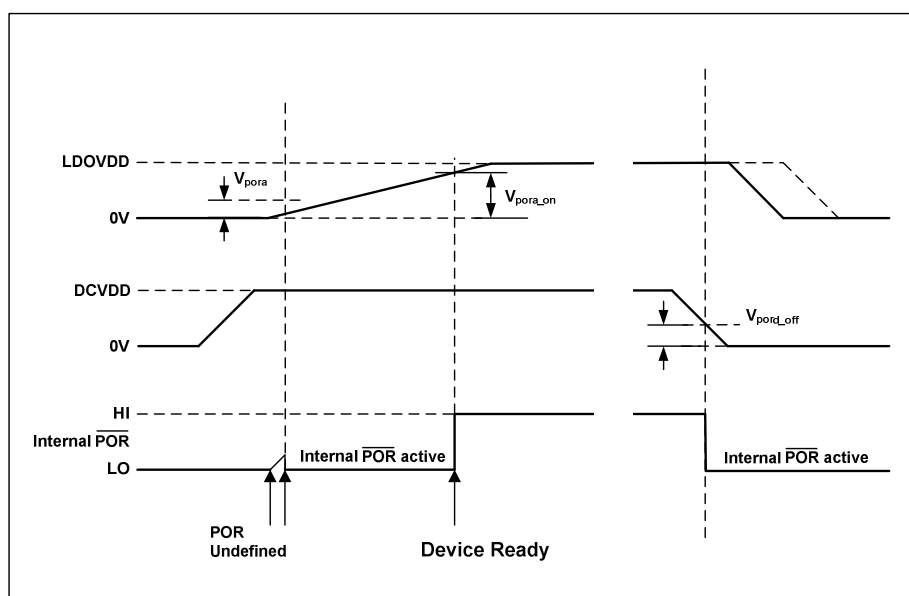 LDOVDD
Vpora
Vpora_on
0V
DCVDD
Vpord_off
0V
HI
Internal POR
LO
Internal POR active
Internal POR active
POR
Undefined
Device Ready